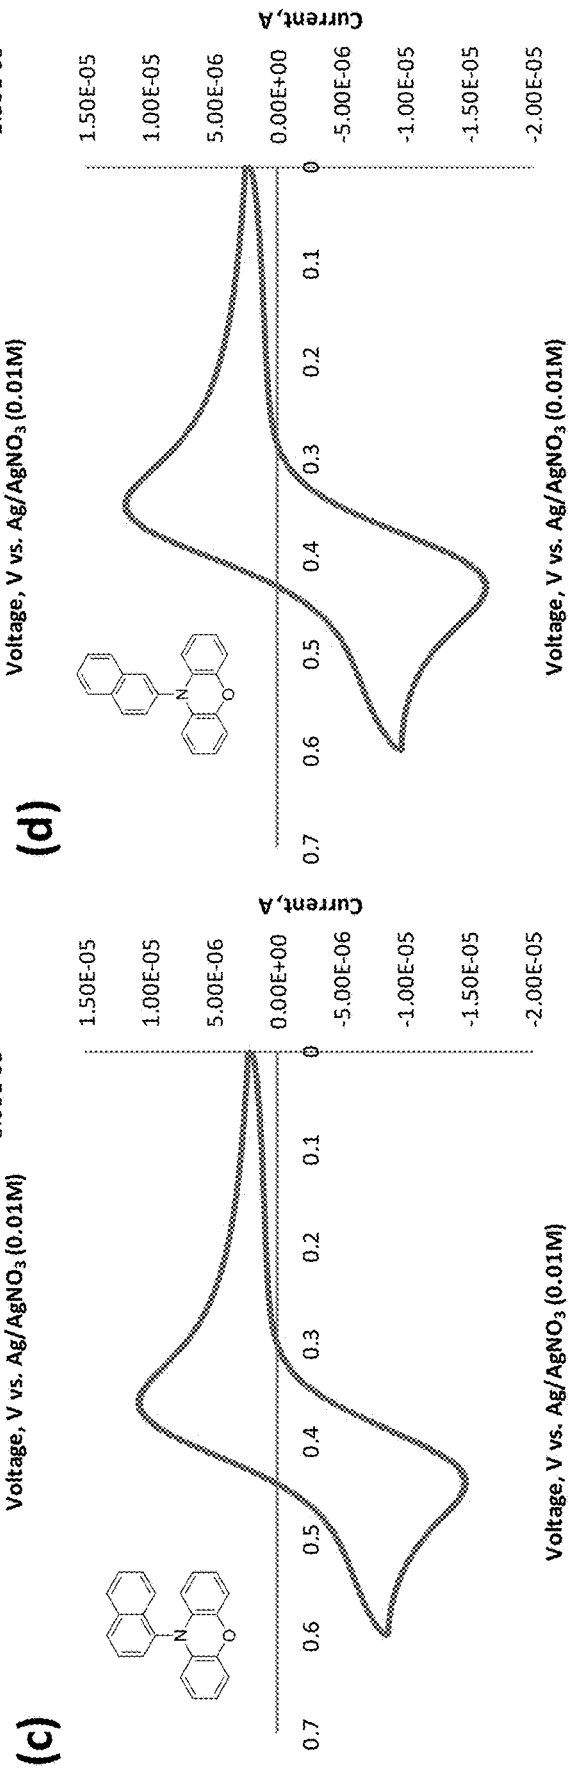 Voltage, V vs. Ag/AgNO₃ (0.01M)
(c)
N
O
1.50E-05
1.00E-05
5.00E-06
0.00E+00
-5.00E-06
-1.00E-05
-1.50E-05
-2.00E-05
Current, A
0.7 0.6 0.5 0.4 0.3 0.2 0.1 0
Voltage, V vs. Ag/AgNO₃ (0.01M)
Voltage, V vs. Ag/AgNO₃ (0.01M)
(d)
N
O
1.50E-05
1.00E-05
5.00E-06
0.00E+00
-5.00E-06
-1.00E-05
-1.50E-05
-2.00E-05
Current, A
0.7 0.6 0.5 0.4 0.3 0.2 0.1 0
Voltage, V vs. Ag/AgNO₃ (0.01M)